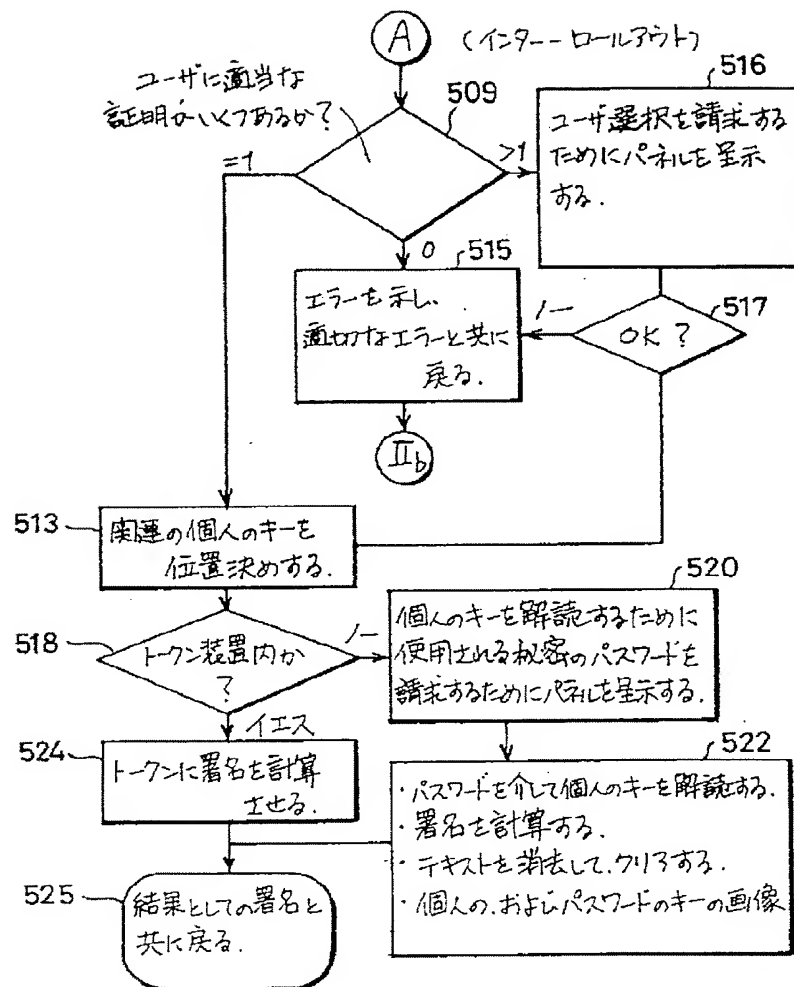 A
(インターーロールアウト)
ユーザに適当な
証明がいくつあるか?
509
=1
>1
0
516
ユーザ選択を請求する
ためにパネルを呈示
する.
515
エラーを示し、
適切なエラーと共に
戻る.
ノー
517
OK?
IIb
513
関連の個人のキーを
位置決めする.
518
トークン装置内か
?
ノー
イエス
520
個人のキーを解読するために
使用される秘密のパスワードを
請求するためにパネルを呈示する.
524
トークンに署名を計算
させる.
522
・パスワードを介して個人のキーを解読する.
・署名を計算する.
・テキストを消去して、クリアする.
・個人の、およびパスワードのキーの画像
525
結果としての署名と
共に戻る.